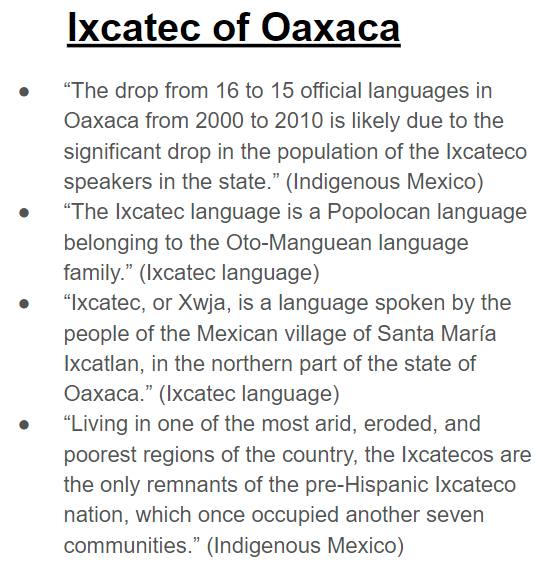 Ixcatec of Oaxaca
● “The drop from 16 to 15 official languages in
Oaxaca from 2000 to 2010 is likely due to the
significant drop in the population of the Ixcateco
speakers in the state.” (Indigenous Mexico)
● “The Ixcatec language is a Popolocan language
belonging to the Oto-Manguean language
family.” (Ixcatec language)
● “Ixcatec, or Xwja, is a language spoken by the
people of the Mexican village of Santa María
Ixcatlan, in the northern part of the state of
Oaxaca.” (Ixcatec language)
● “Living in one of the most arid, eroded, and
poorest regions of the country, the Ixcatecos are
the only remnants of the pre-Hispanic Ixcateco
nation, which once occupied another seven
communities.” (Indigenous Mexico)